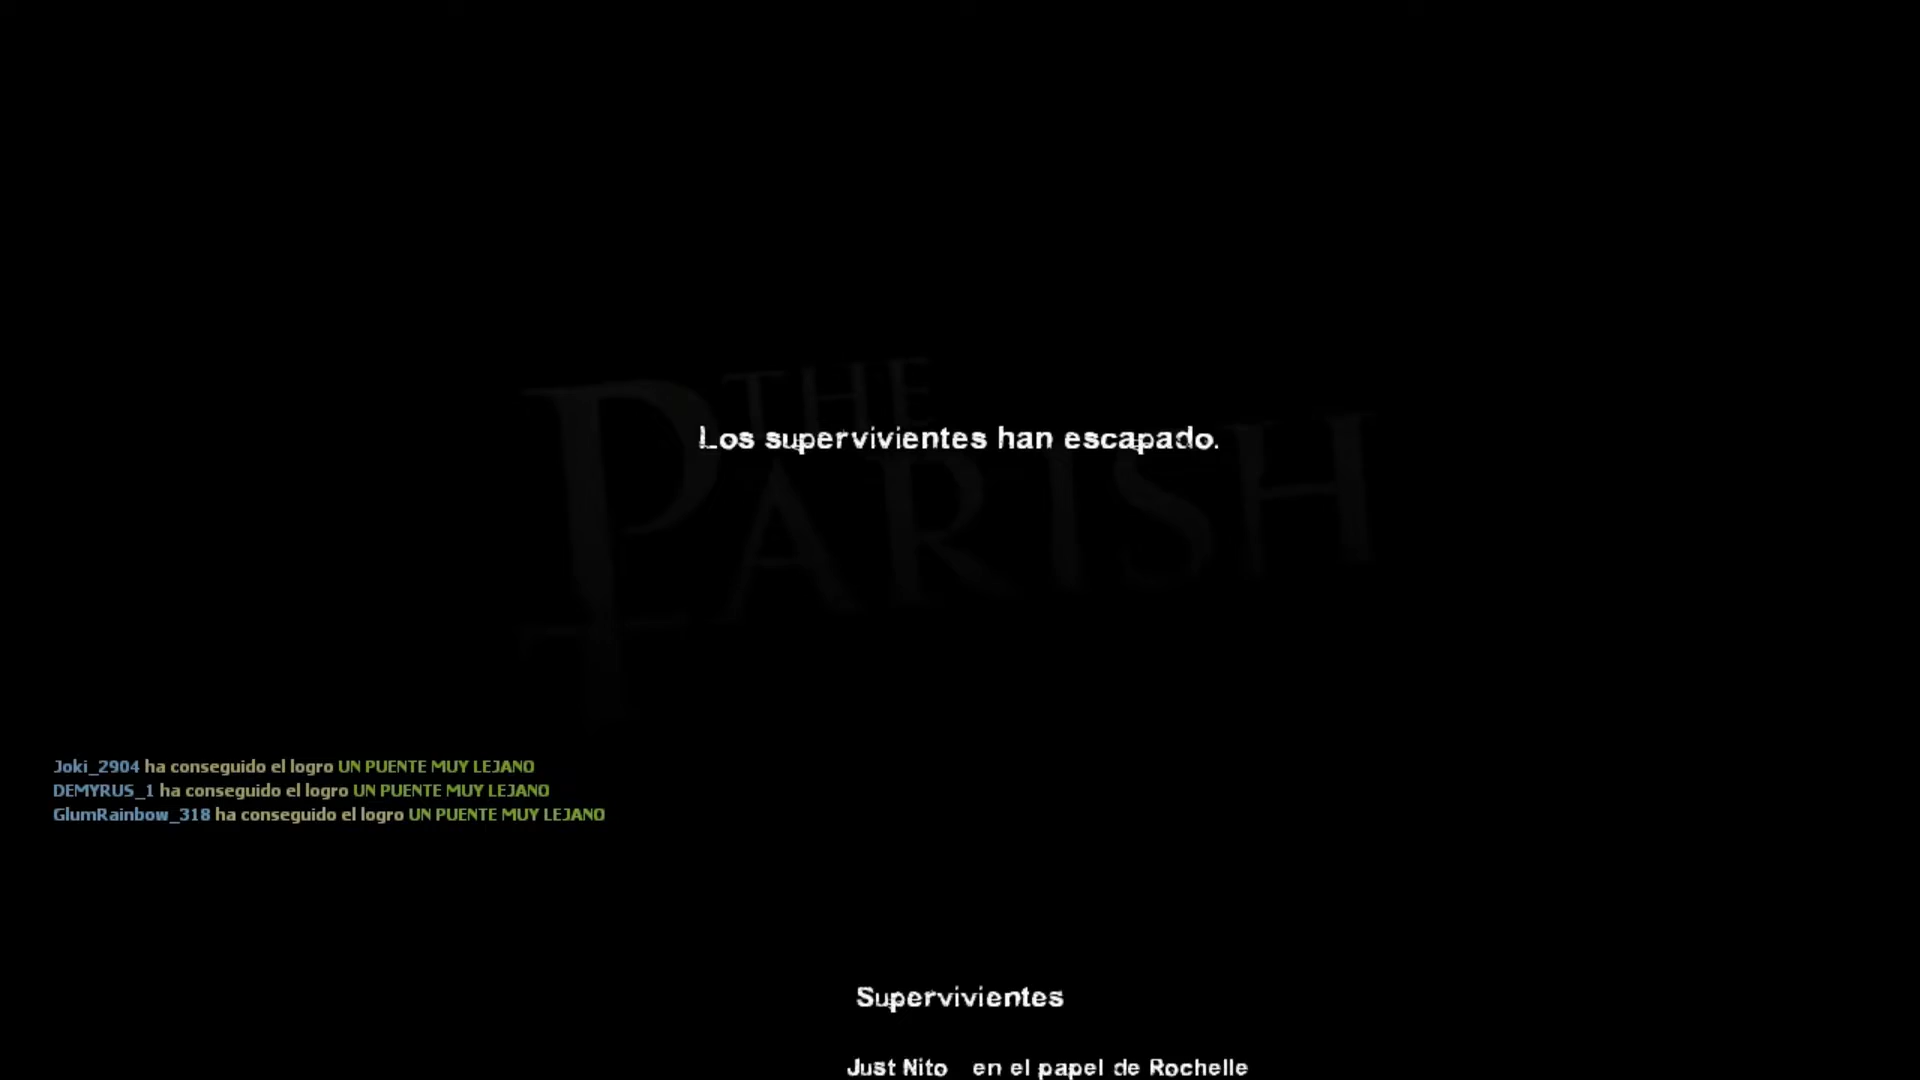 THE
PARISH
Los supervivientes han escapado.
Joki_2904 ha conseguido el logro UN PUENTE MUY LEJANO
DEMYRUS_1 ha conseguido el logro UN PUENTE MUY LEJANO
GlumRainbow_318 ha conseguido el logro UN PUENTE MUY LEJANO
Supervivientes
Just Nito en el papel de Rochelle